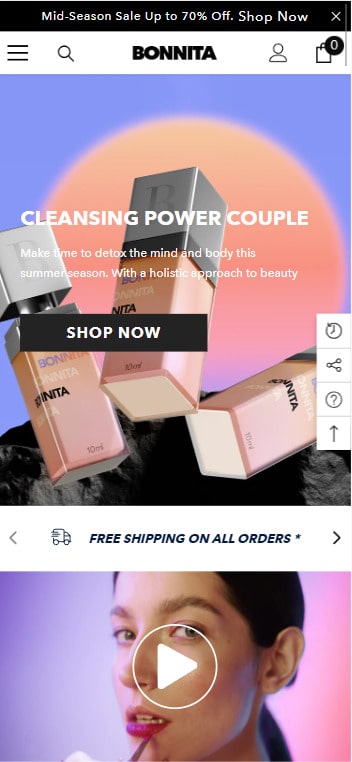 Mid-Season Sale Up to 70% Off. Shop Now
BONNITA
0
CLEANSING POWER COUPLE
Make time to detox the mind and body this
summer season. With a holistic approach to beauty
SHOP NOW
B
BONNITA
BONNITA
BONNITA
10ml
BONNITA
BONNITA
10ml
10ml
FREE SHIPPING ON ALL ORDERS *